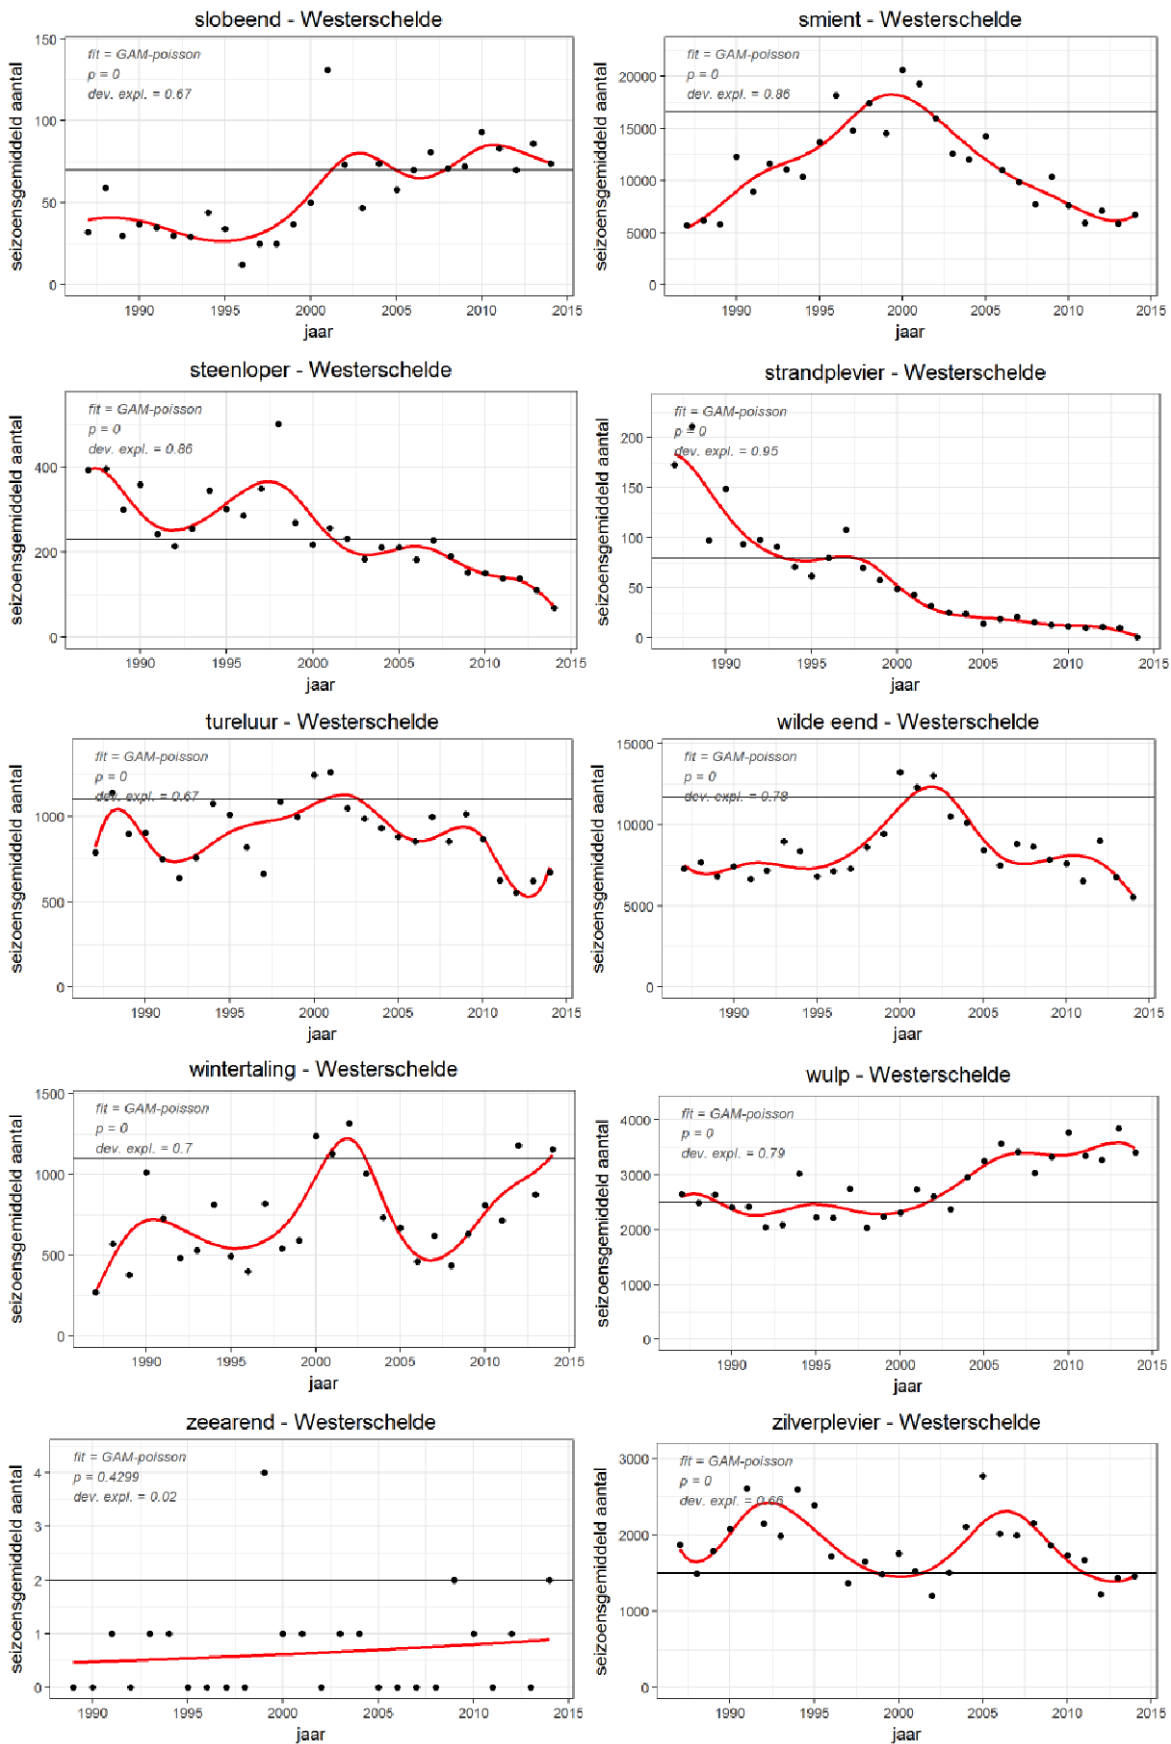 slobeend - Westerschelde
fit = GAM-poisson
p = 0
dev. expl. = 0.67
seizoensgemiddeld aantal
150
100
50
0
1990 1995 2000 2005 2010 2015
jaar
smient - Westerschelde
fit = GAM-poisson
p = 0
dev. expl. = 0.86
seizoensgemiddeld aantal
20000
15000
10000
5000
0
1990 1995 2000 2005 2010 2015
jaar
steenloper - Westerschelde
fit = GAM-poisson
p = 0
dev. expl. = 0.86
seizoensgemiddeld aantal
400
200
0
1990 1995 2000 2005 2010 2015
jaar
strandplevier - Westerschelde
fit = GAM-poisson
p = 0
dev. expl. = 0.95
seizoensgemiddeld aantal
200
150
100
50
0
1990 1995 2000 2005 2010 2015
jaar
tureluur - Westerschelde
fit = GAM-poisson
p = 0
dev. expl. = 0.67
seizoensgemiddeld aantal
1000
500
0
1990 1995 2000 2005 2010 2015
jaar
wilde eend - Westerschelde
fit = GAM-poisson
p = 0
dev. expl. = 0.78
seizoensgemiddeld aantal
15000
10000
5000
0
1990 1995 2000 2005 2010 2015
jaar
wintertaling - Westerschelde
fit = GAM-poisson
p = 0
dev. expl. = 0.7
seizoensgemiddeld aantal
1500
1000
500
0
1990 1995 2000 2005 2010 2015
jaar
wulp - Westerschelde
fit = GAM-poisson
p = 0
dev. expl. = 0.79
seizoensgemiddeld aantal
4000
3000
2000
1000
0
1990 1995 2000 2005 2010 2015
jaar
zeearend - Westerschelde
fit = GAM-poisson
p = 0.4299
dev. expl. = 0.02
seizoensgemiddeld aantal
4
3
2
1
0
1990 1995 2000 2005 2010 2015
jaar
zilverplevier - Westerschelde
fit = GAM-poisson
p = 0
dev. expl. = 0.66
seizoensgemiddeld aantal
3000
2000
1000
0
1990 1995 2000 2005 2010 2015
jaar